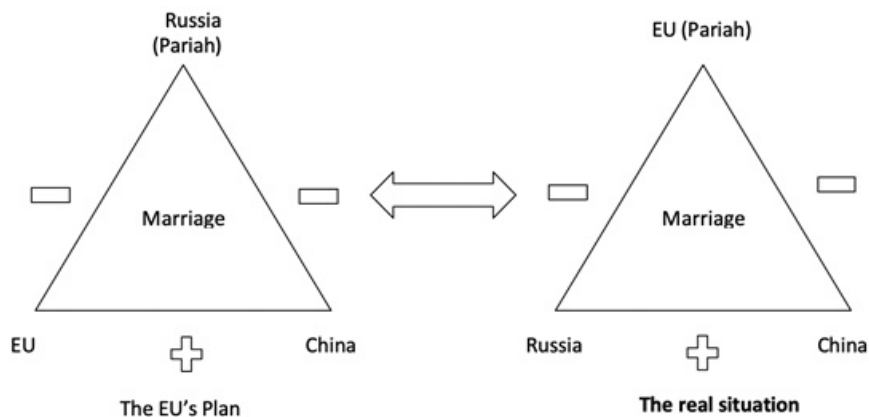 Russia
(Pariah)
Marriage
EU
China
The EU's Plan
EU (Pariah)
Marriage
Russia
China
The real situation